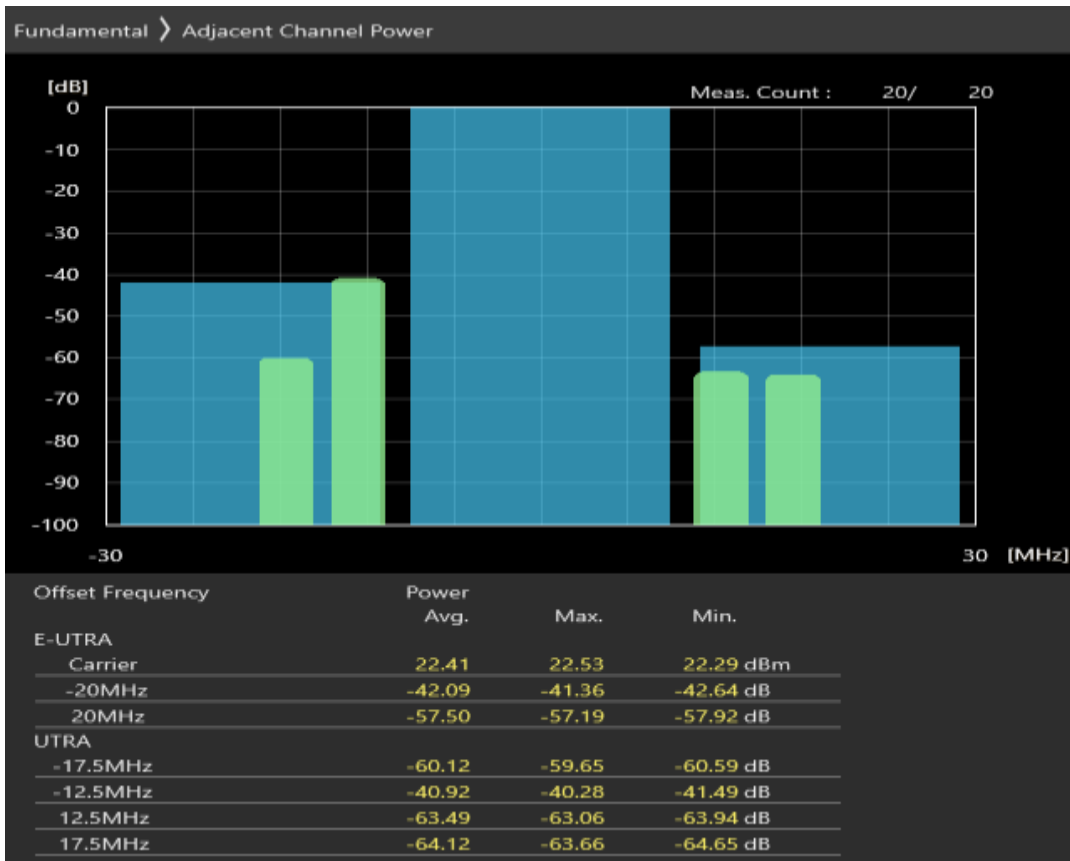 Fundamental ❯ Adjacent Channel Power
[dB]
Meas. Count : 20/ 20
0
-10
-20
-30
-40
-50
-60
-70
-80
-90
-100
-30 30 [MHz]
Offset Frequency Power
Avg. Max. Min.
E-UTRA
Carrier 22.41 22.53 22.29 dBm
-20MHz -42.09 -41.36 -42.64 dB
20MHz -57.50 -57.19 -57.92 dB
UTRA
-17.5MHz -60.12 -59.65 -60.59 dB
-12.5MHz -40.92 -40.28 -41.49 dB
12.5MHz -63.49 -63.06 -63.94 dB
17.5MHz -64.12 -63.66 -64.65 dB